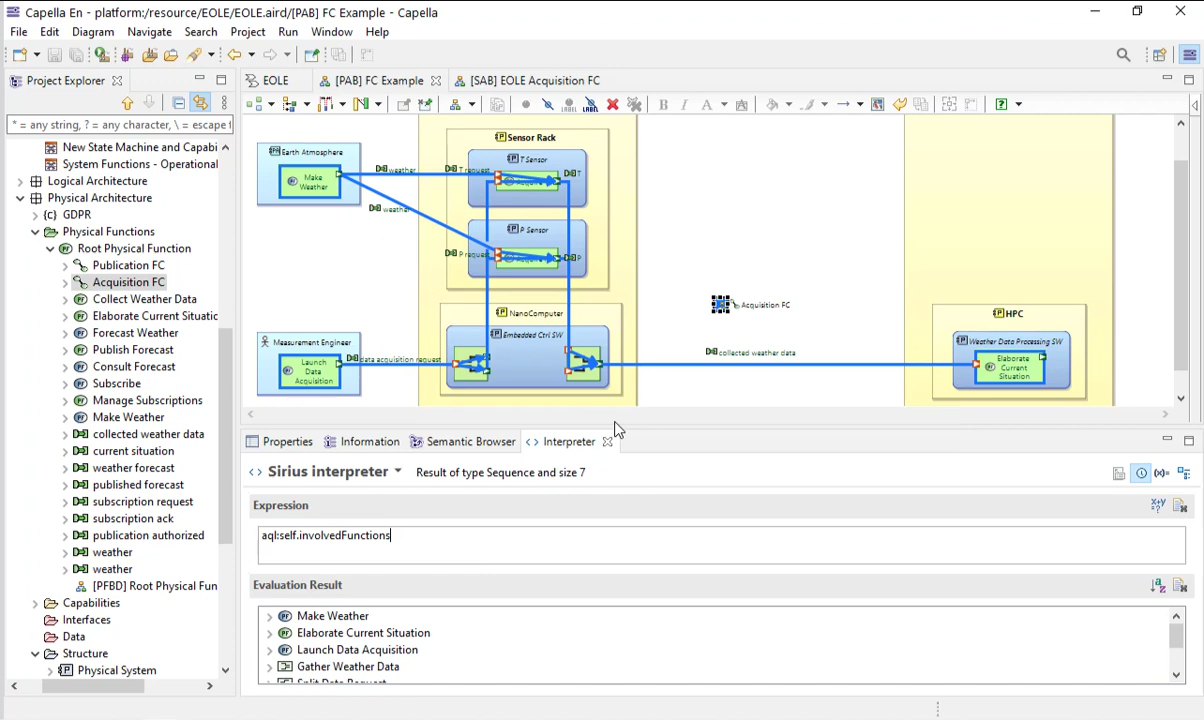 Capella En - platform:/resource/EOLE/EOLE.aird/[PAB] FC Example - Capella
File Edit Diagram Navigate Search Project Run Window Help
Project Explorer
* = any string, ? = any character, \ = escape f
New State Machine and Capabi
System Functions - Operational
Logical Architecture
Physical Architecture
{c} GDPR
Physical Functions
Root Physical Function
Publication FC
Acquisition FC
Collect Weather Data
Elaborate Current Situatic
Forecast Weather
Publish Forecast
Consult Forecast
Subscribe
Manage Subscriptions
Make Weather
collected weather data
current situation
weather forecast
published forecast
subscription request
subscription ack
publication authorized
weather
weather
[PFBD] Root Physical Fun
Capabilities
Interfaces
Data
Structure
Physical System
EOLE
[PAB] FC Example
[SAB] EOLE Acquisition FC
Earth Atmosphere
Make
Weather
weather
weather
Sensor Rack
T Sensor
T request
T
P Sensor
P request
P
NanoComputer
Embedded Ctrl SW
Measurement Engineer
Launch
Data
Acquisition
data acquisition request
Acquisition FC
collected weather data
HPC
Weather Data Processing SW
Elaborate
Current
Situation
Properties Information Semantic Browser Interpreter
Sirius interpreter Result of type Sequence and size 7
Expression
aql:self.involvedFunctions
Evaluation Result
Make Weather
Elaborate Current Situation
Launch Data Acquisition
Gather Weather Data
Split Data Request